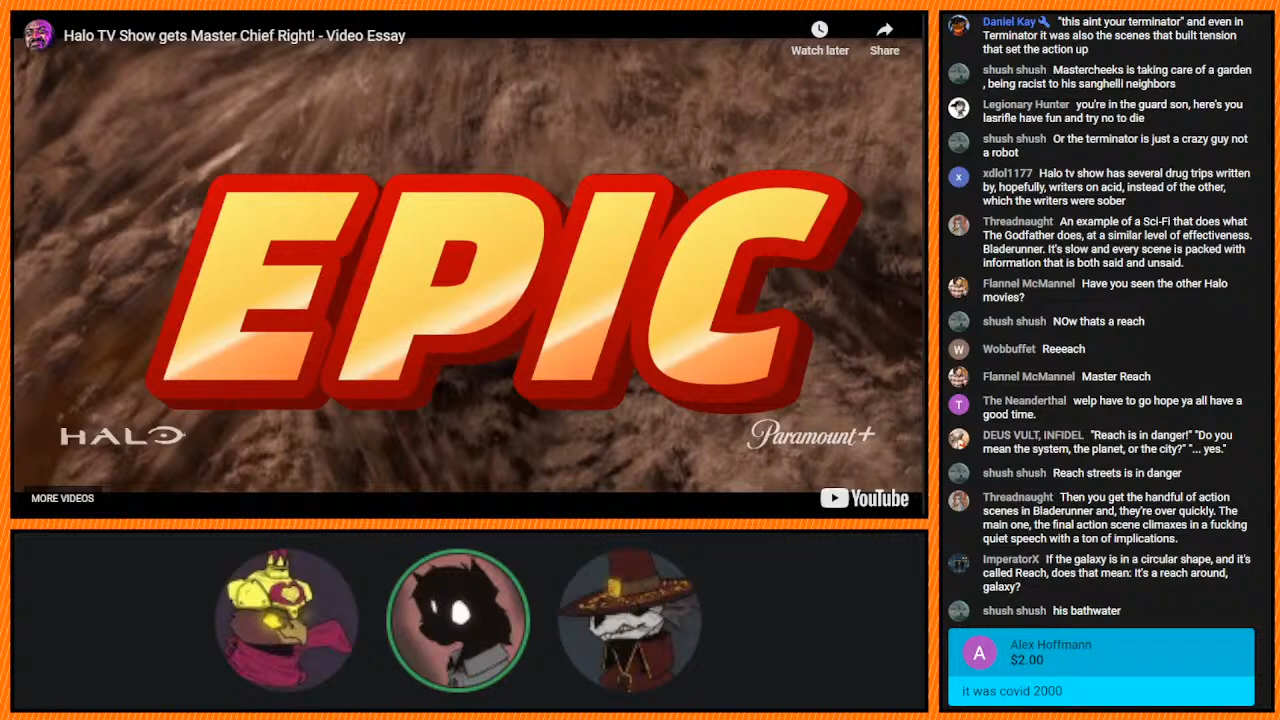 Halo TV Show gets Master Chief Right! - Video Essay
Watch later
Share
EPIC
HALO
Paramount+
MORE VIDEOS
YouTube
Daniel Kay "this aint your terminator" and even in
Terminator it was also the scenes that built tension
that set the action up
shush shush Mastercheeks is taking care of a garden
, being racist to his sanghelli neighbors
Legionary Hunter you're in the guard son, here's you
lasrifle have fun and try no to die
shush shush Or the terminator is just a crazy guy not
a robot
x
xdlol1177 Halo tv show has several drug trips written
by, hopefully, writers on acid, instead of the other,
which the writers were sober
Threadnaught An example of a Sci-Fi that does what
The Godfather does, at a similar level of effectiveness.
Bladerunner. It's slow and every scene is packed with
information that is both said and unsaid.
Flannel McMannel Have you seen the other Halo
movies?
shush shush NOw thats a reach
W
Wobbuffet Reeeach
Flannel McMannel Master Reach
T
The Neanderthal welp have to go hope ya all have a
good time.
DEUS VULT, INFIDEL "Reach is in danger!" "Do you
mean the system, the planet, or the city?" "... yes."
shush shush Reach streets is in danger
Threadnaught Then you get the handful of action
scenes in Bladerunner and, they're over quickly. The
main one, the final action scene climaxes in a fucking
quiet speech with a ton of implications.
ImperatorX If the galaxy is in a circular shape, and it's
called Reach, does that mean: It's a reach around,
galaxy?
shush shush his bathwater
A
Alex Hoffmann
$2.00
it was covid 2000